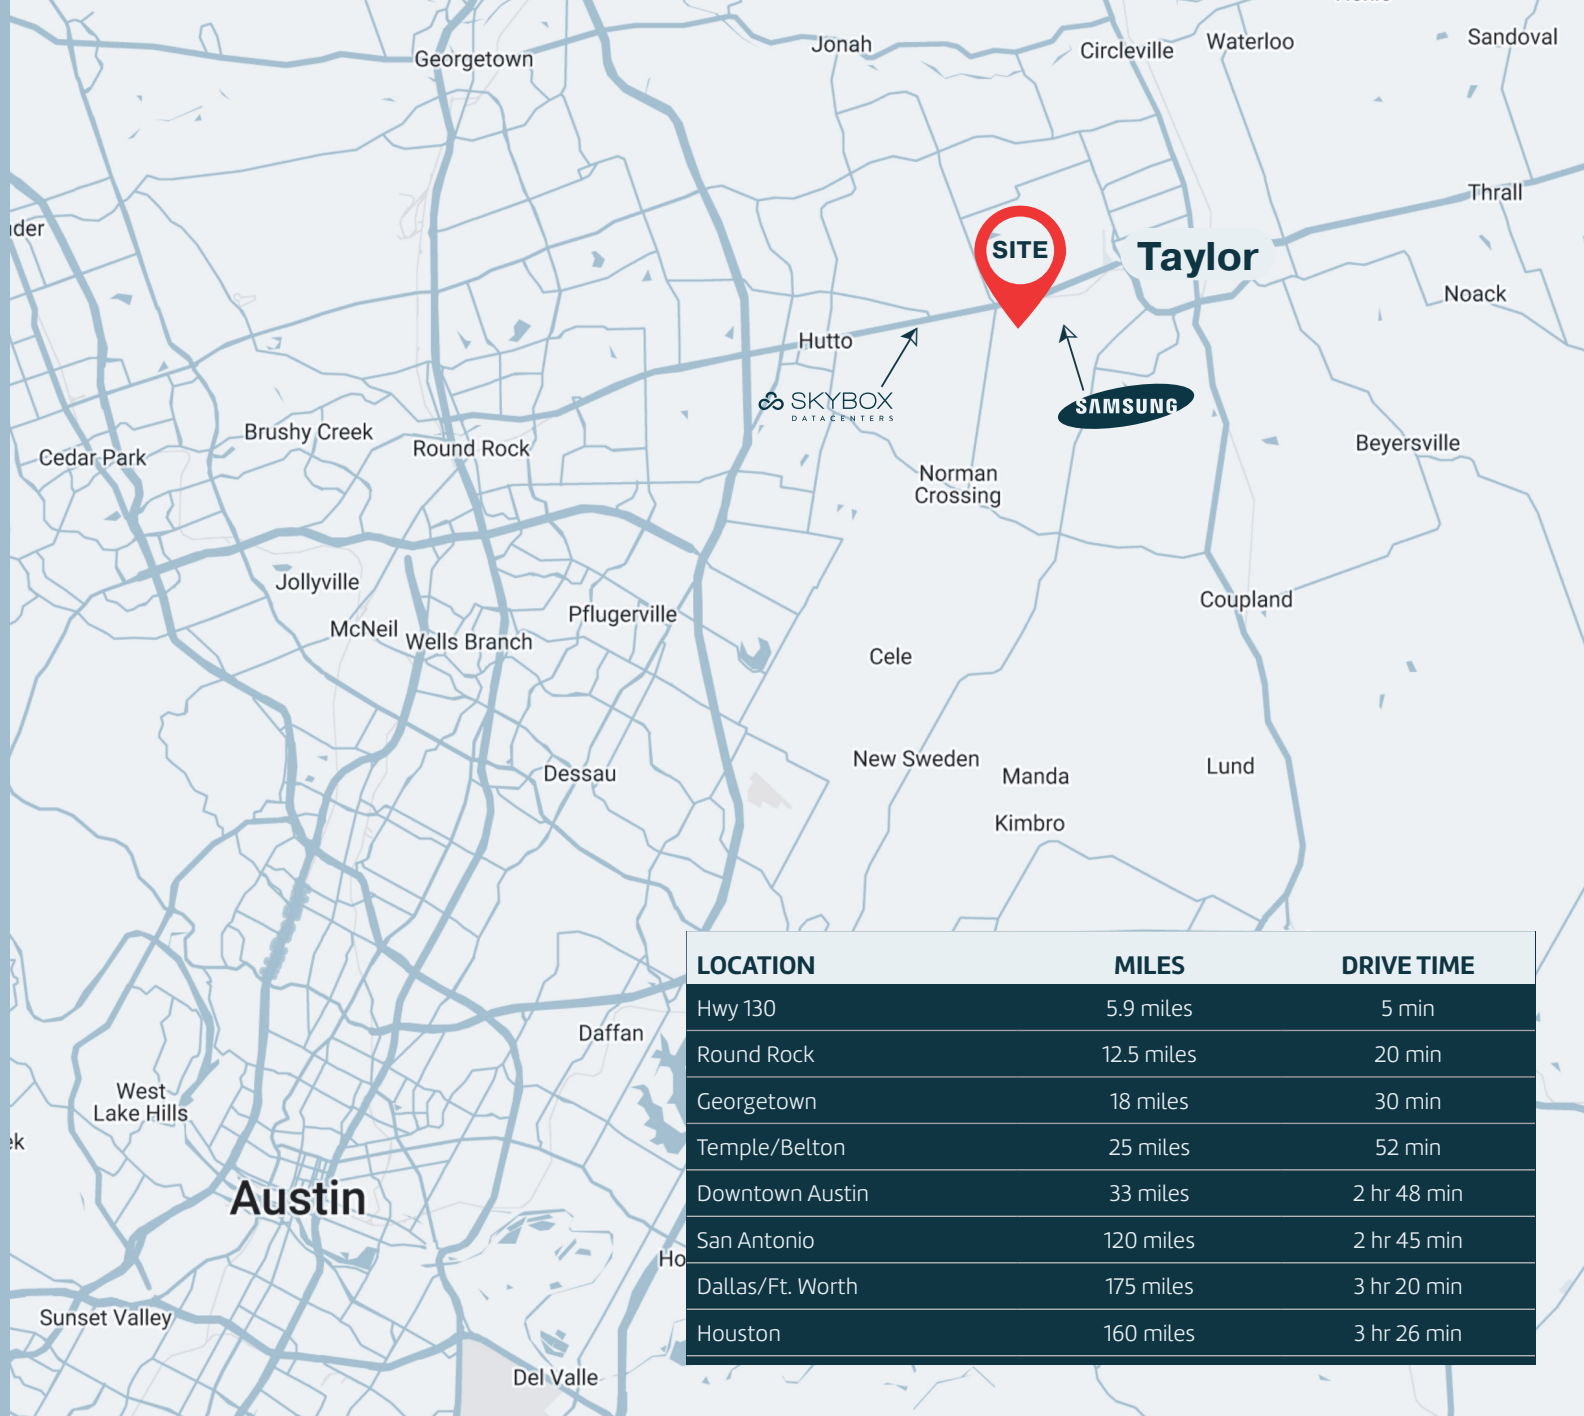 Georgetown
Jonah
Circleville
Waterloo
Sandoval
Thrall
SITE
Taylor
Noack
Hutto
SKYBOX
DATACENTERS
SAMSUNG
Brushy Creek
Round Rock
Cedar Park
Beyersville
Norman
Crossing
Jollyville
McNeil
Wells Branch
Pflugerville
Coupland
Cele
New Sweden
Manda
Lund
Dessau
Kimbro
Daffan
West
Lake Hills
Austin
Sunset Valley
Del Valle
LOCATION MILES DRIVE TIME
Hwy 130 5.9 miles 5 min
Round Rock 12.5 miles 20 min
Georgetown 18 miles 30 min
Temple/Belton 25 miles 52 min
Downtown Austin 33 miles 2 hr 48 min
San Antonio 120 miles 2 hr 45 min
Dallas/Ft. Worth 175 miles 3 hr 20 min
Houston 160 miles 3 hr 26 min